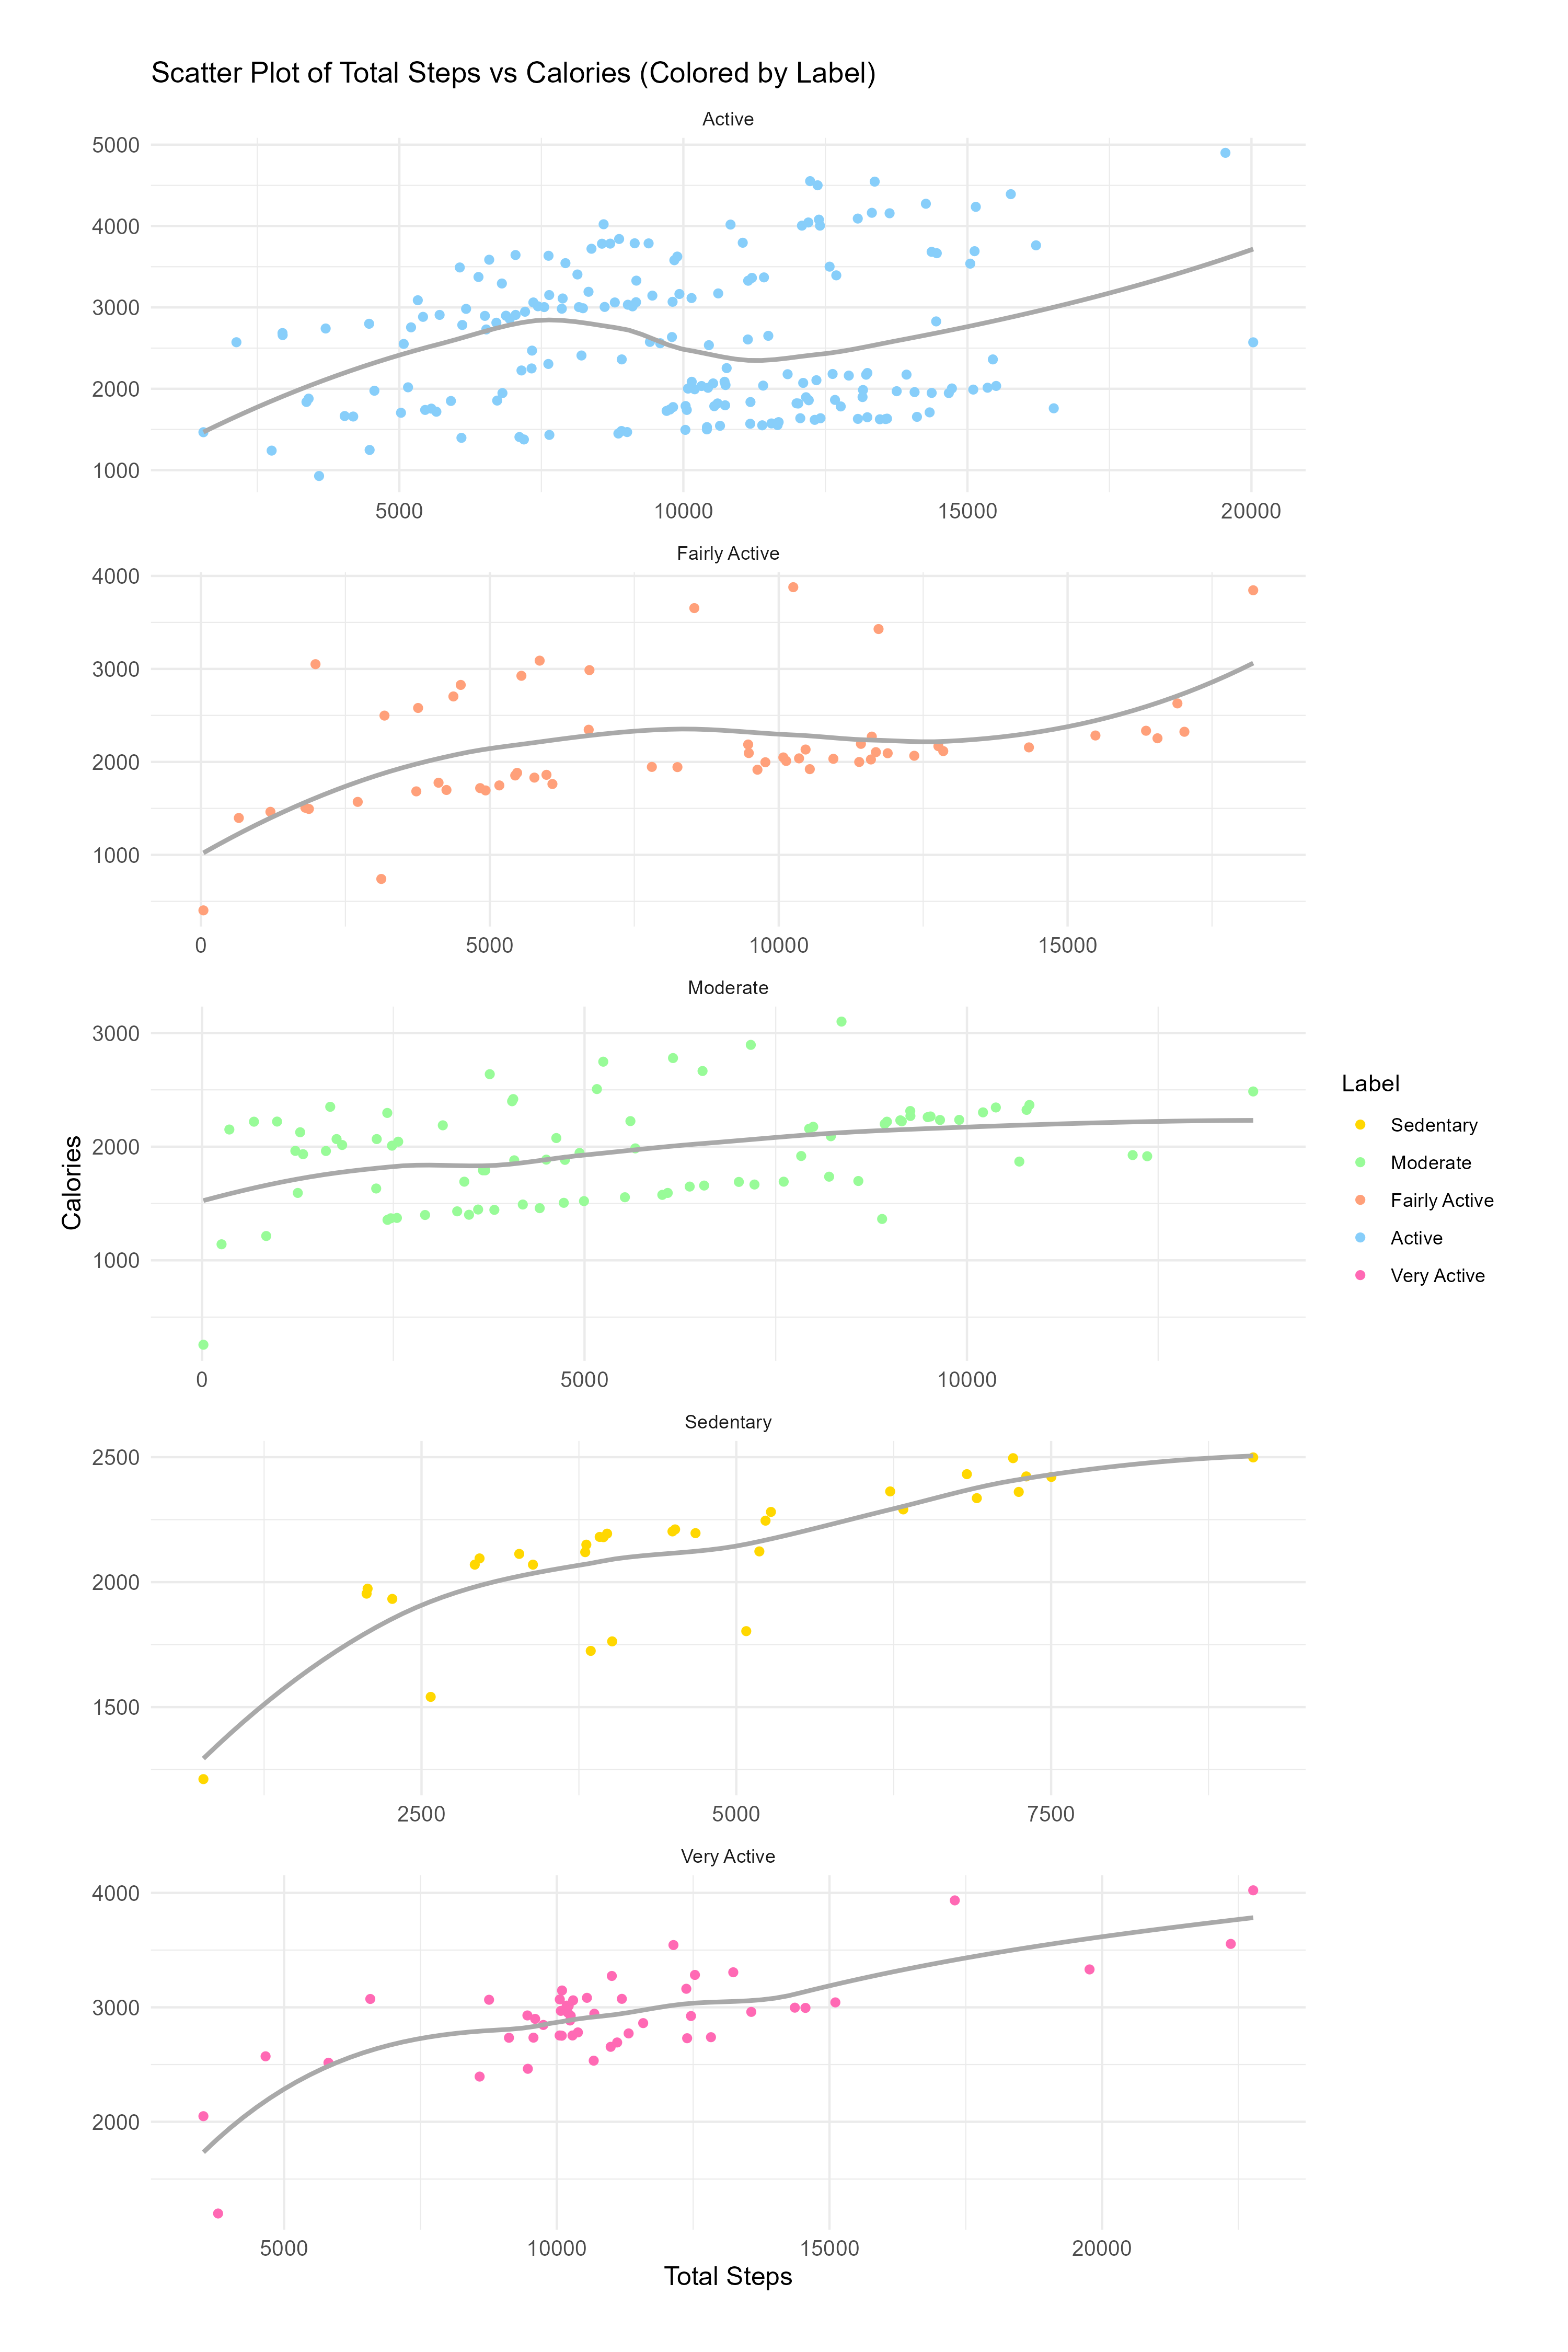 Scatter Plot of Total Steps vs Calories (Colored by Label)
Active
5000
4000
3000
2000
1000
5000 10000 15000 20000
Fairly Active
4000
3000
2000
1000
0 5000 10000 15000
Moderate
3000
2000
1000
0 5000 10000
Calories
Label
Sedentary
Moderate
Fairly Active
Active
Very Active
Sedentary
2500
2000
1500
2500 5000 7500
Very Active
4000
3000
2000
5000 10000 15000 20000
Total Steps